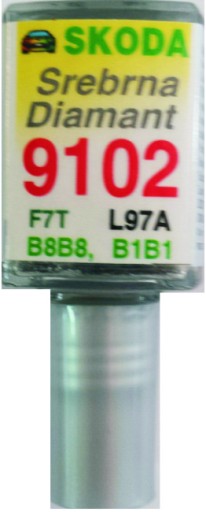 SKODA
Srebrna
Diamant
9102
F7T L97A
B8B8, B1B1